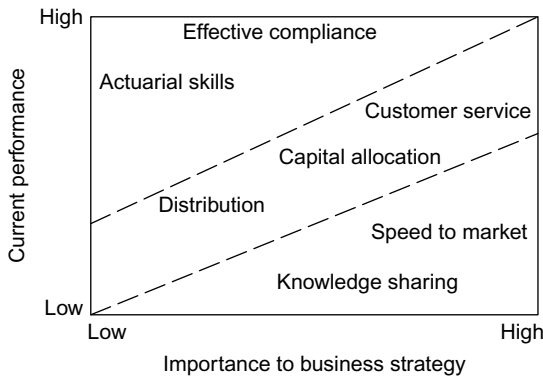 High
Effective compliance
Actuarial skills
Customer service
Capital allocation
Distribution
Speed to market
Knowledge sharing
Current performance
Low
Low
High
Importance to business strategy